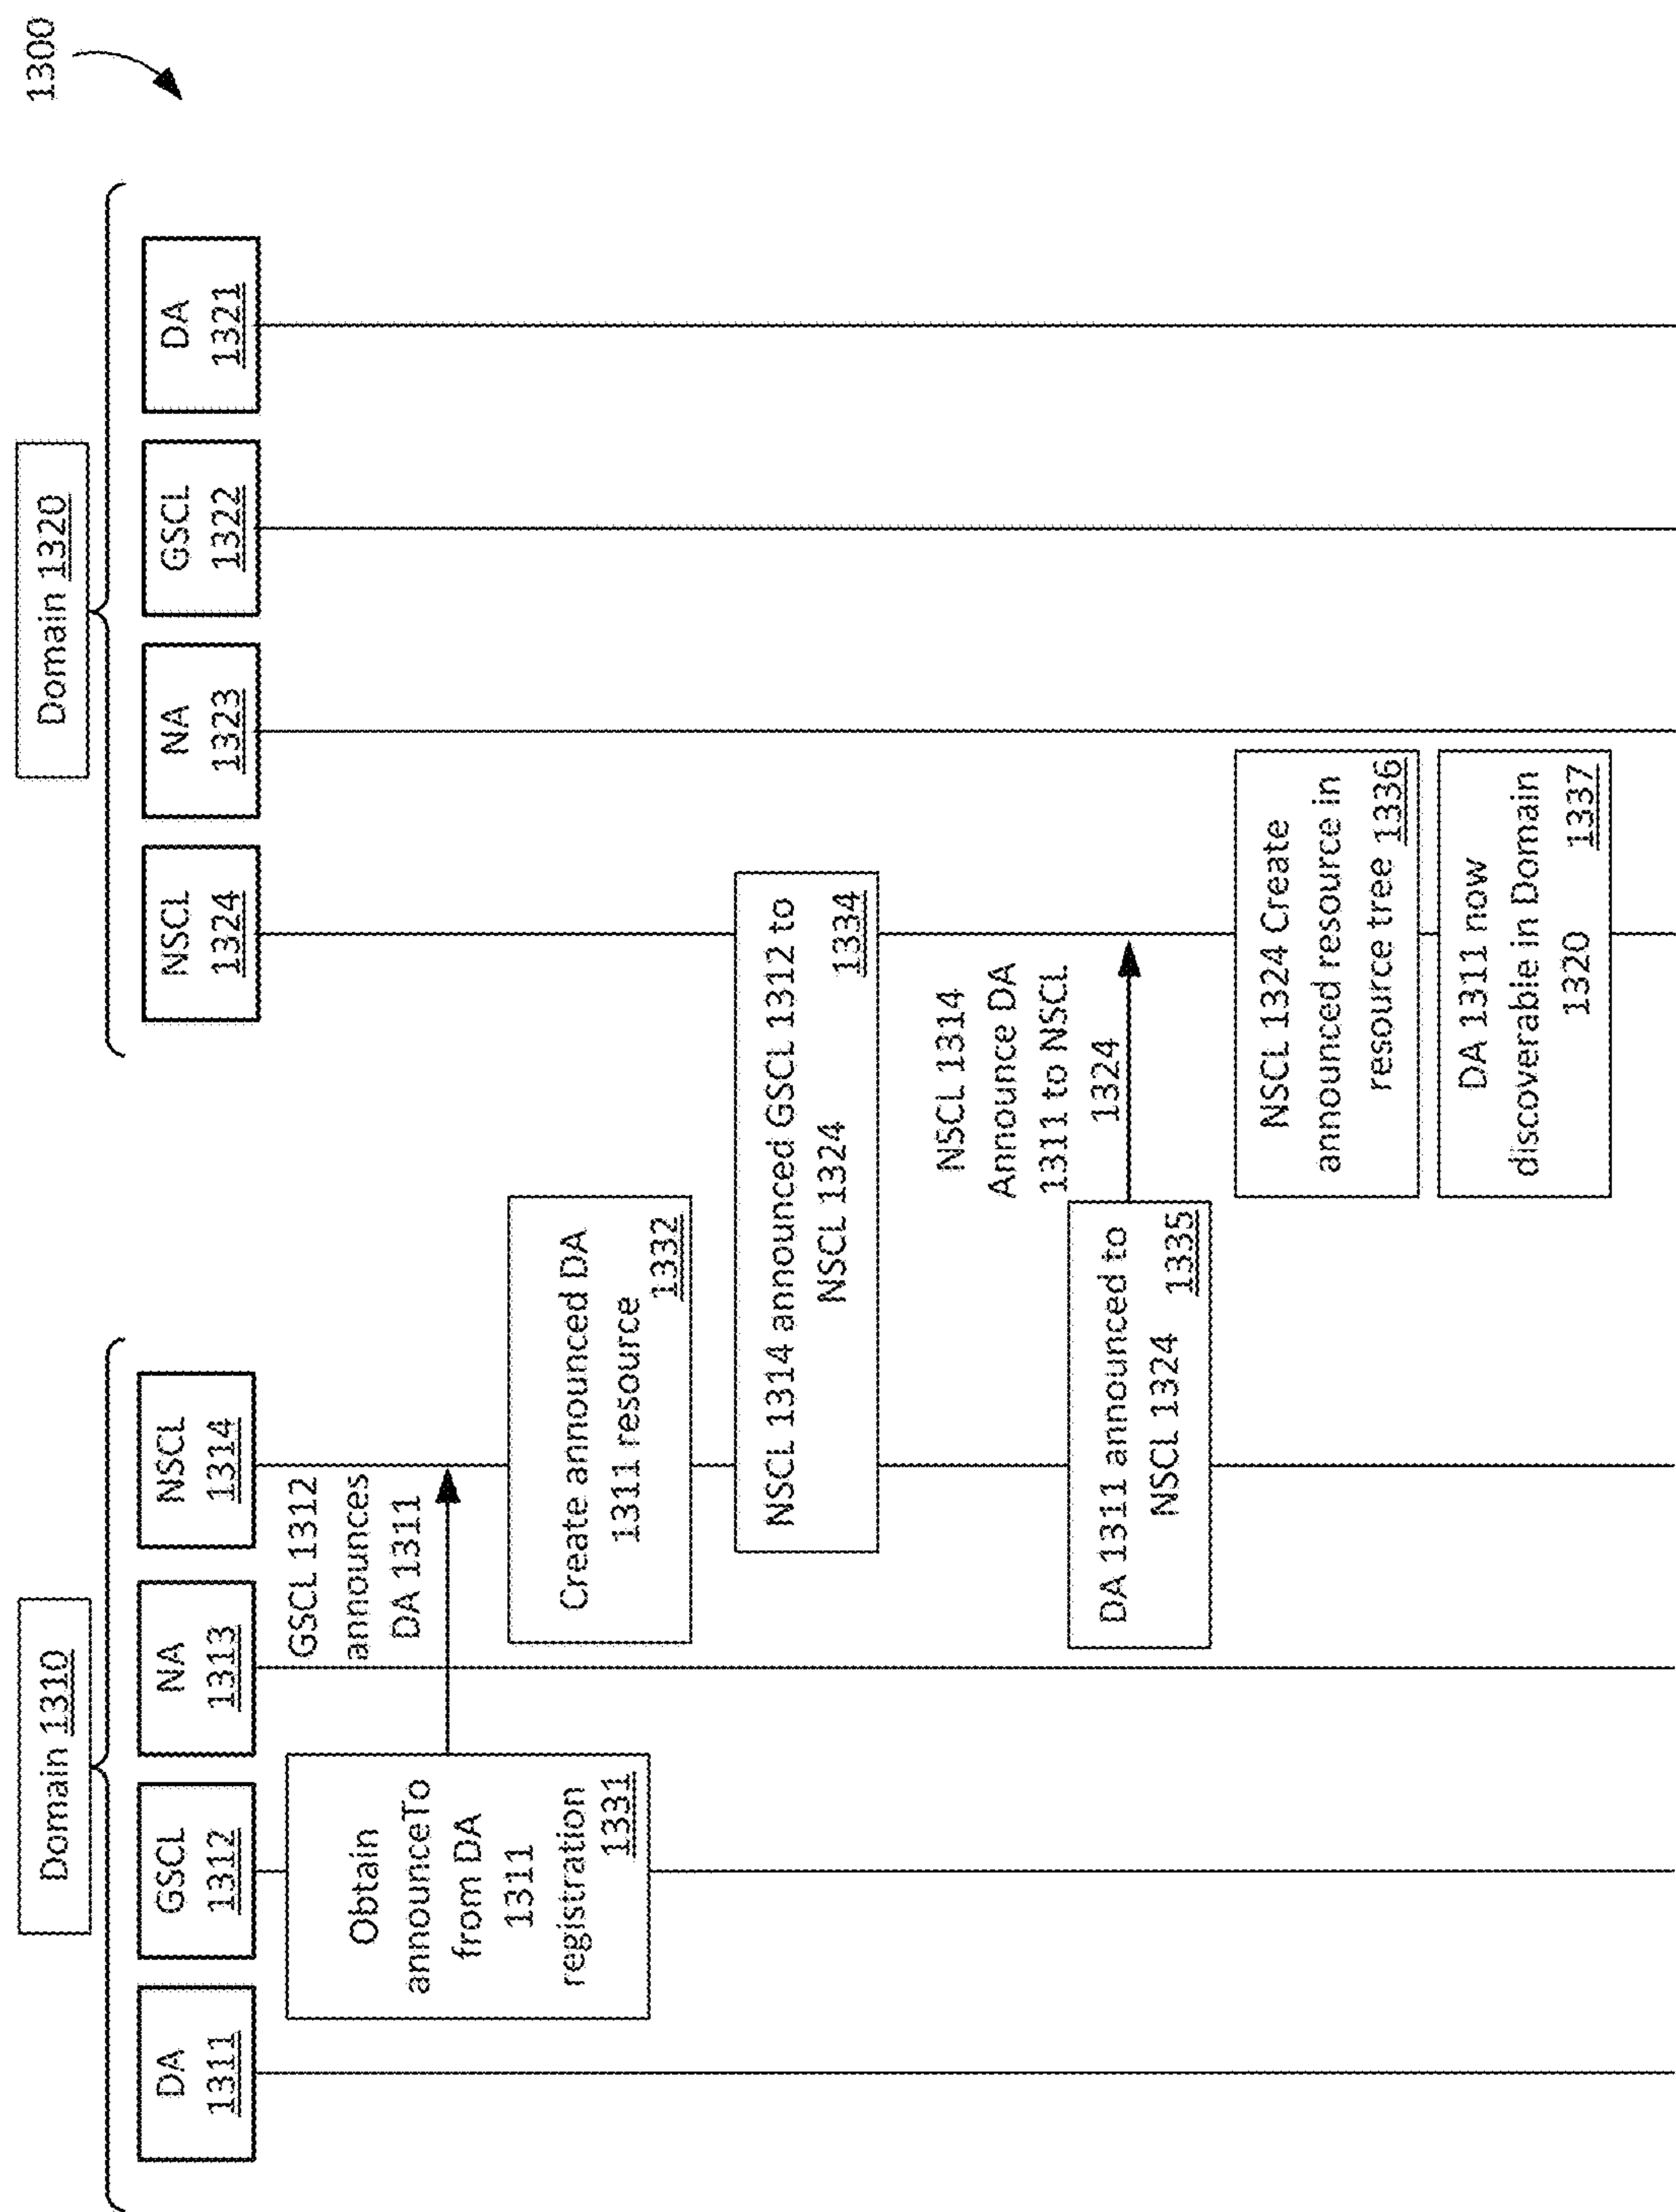 1300
Domain 1310
Domain 1320
DA
1311
GSCL
1312
NA
1313
NSCL
1314
NSCL
1324
NA
1323
GSCL
1322
DA
1321
Obtain
announceTo
from DA
1311
registration
1331
GSCL 1312
announces
DA 1311
Create announced DA
1311 resource
1332
NSCL 1314 announced GSCL 1312 to
NSCL 1324
1334
DA 1311 announced to
NSCL 1324
1335
NSCL 1314
Announce DA
1311 to NSCL
1324
NSCL 1324 Create
announced resource in
resource tree 1336
DA 1311 now
discoverable in Domain
1320
1337